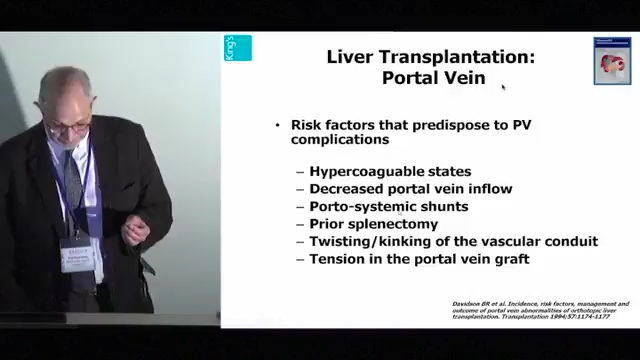 King's
Liver Transplantation:
Portal Vein
• Risk factors that predispose to PV
complications
– Hypercoaguable states
– Decreased portal vein inflow
– Porto-systemic shunts
– Prior splenectomy
– Twisting/kinking of the vascular conduit
– Tension in the portal vein graft
Davidson BR et al. Incidence, risk factors, management and
outcome of portal vein abnormalities of orthotopic liver
transplantation. Transplantation 1994;57:1174-1177